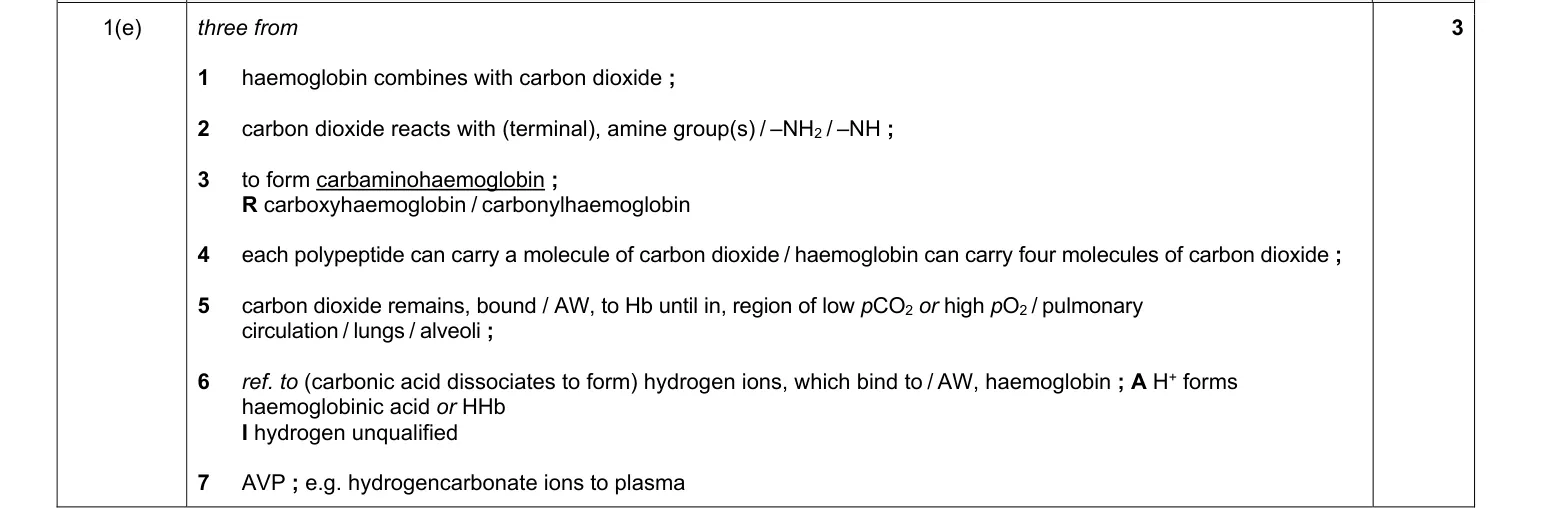 1(e) three from 3
1 haemoglobin combines with carbon dioxide ;
2 carbon dioxide reacts with (terminal), amine group(s) / –NH₂ / –NH ;
3 to form carbaminohaemoglobin ;
R carboxyhaemoglobin / carbonylhaemoglobin
4 each polypeptide can carry a molecule of carbon dioxide / haemoglobin can carry four molecules of carbon dioxide ;
5 carbon dioxide remains, bound / AW, to Hb until in, region of low pCO₂ or high pO₂ / pulmonary
circulation / lungs / alveoli ;
6 ref. to (carbonic acid dissociates to form) hydrogen ions, which bind to / AW, haemoglobin ; A H⁺ forms
haemoglobinic acid or HHb
I hydrogen unqualified
7 AVP ; e.g. hydrogencarbonate ions to plasma